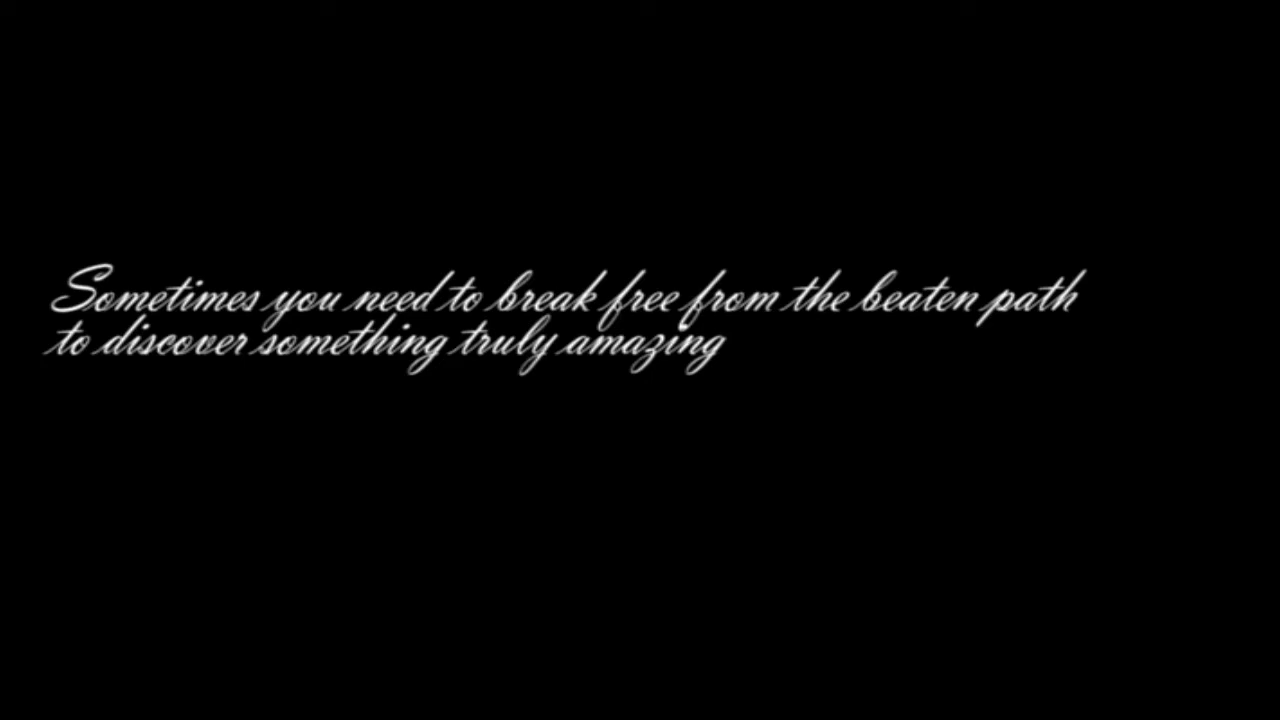 Sometimes you need to break free from the beaten path
to discover something truly amazing